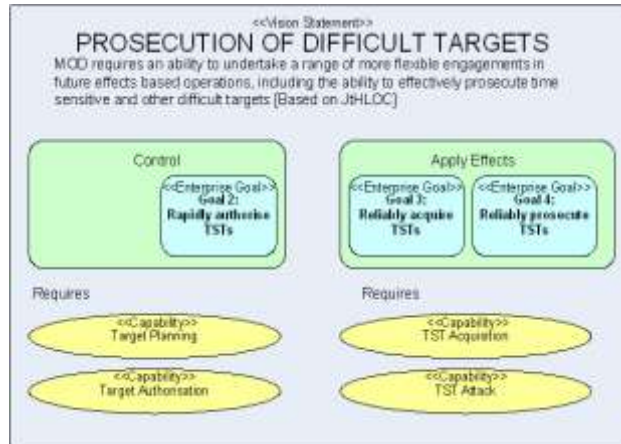 <<Vision Statement>>
PROSECUTION OF DIFFICULT TARGETS
MOD requires an ability to undertake a range of more flexible engagements in
future effects based operations, including the ability to effectively prosecute time
sensitive and other difficult targets [Based on JtHLOC]
Control
<<Enterprise Goal>>
Goal 2:
Rapidly authorise
TSTs
Apply Effects
<<Enterprise Goal>>
Goal 3:
Reliably acquire
TSTs
<<Enterprise Goal>>
Goal 4:
Reliably prosecute
TSTs
Requires
<<Capability>>
Target Planning
<<Capability>>
Target Authorisation
Requires
<<Capability>>
TST Acquisition
<<Capability>>
TST Attack